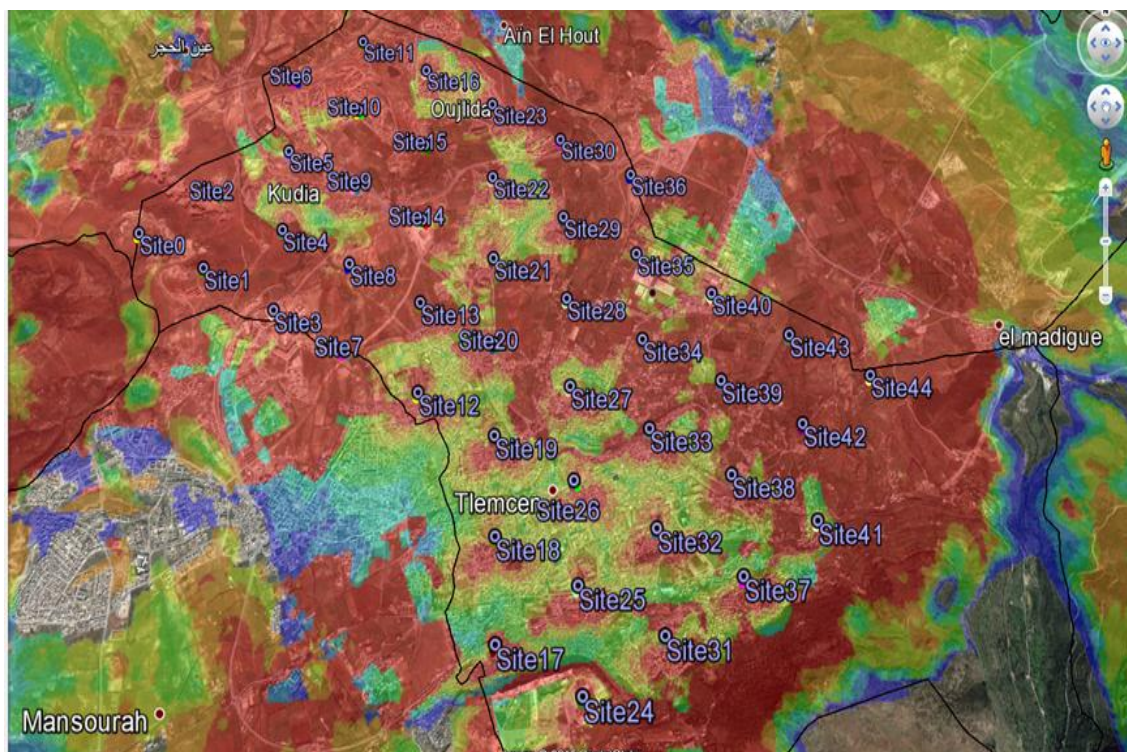 Aïn El Hout
عين الحجر
Site11
Site6
Site16
Site10
Oujlida
Site23
Site15
Site30
Site5
Site2
Kudia
Site9
Site22
Site36
Site14
Site29
Site0
Site4
Site21
Site35
Site1
Site8
Site3
Site13
Site28
Site40
Site7
Site20
Site34
Site43
el madigue
Site12
Site27
Site39
Site44
Site19
Site33
Site42
Tlemcen
Site26
Site38
Site18
Site32
Site41
Site25
Site37
Site17
Site31
Site24
Mansourah